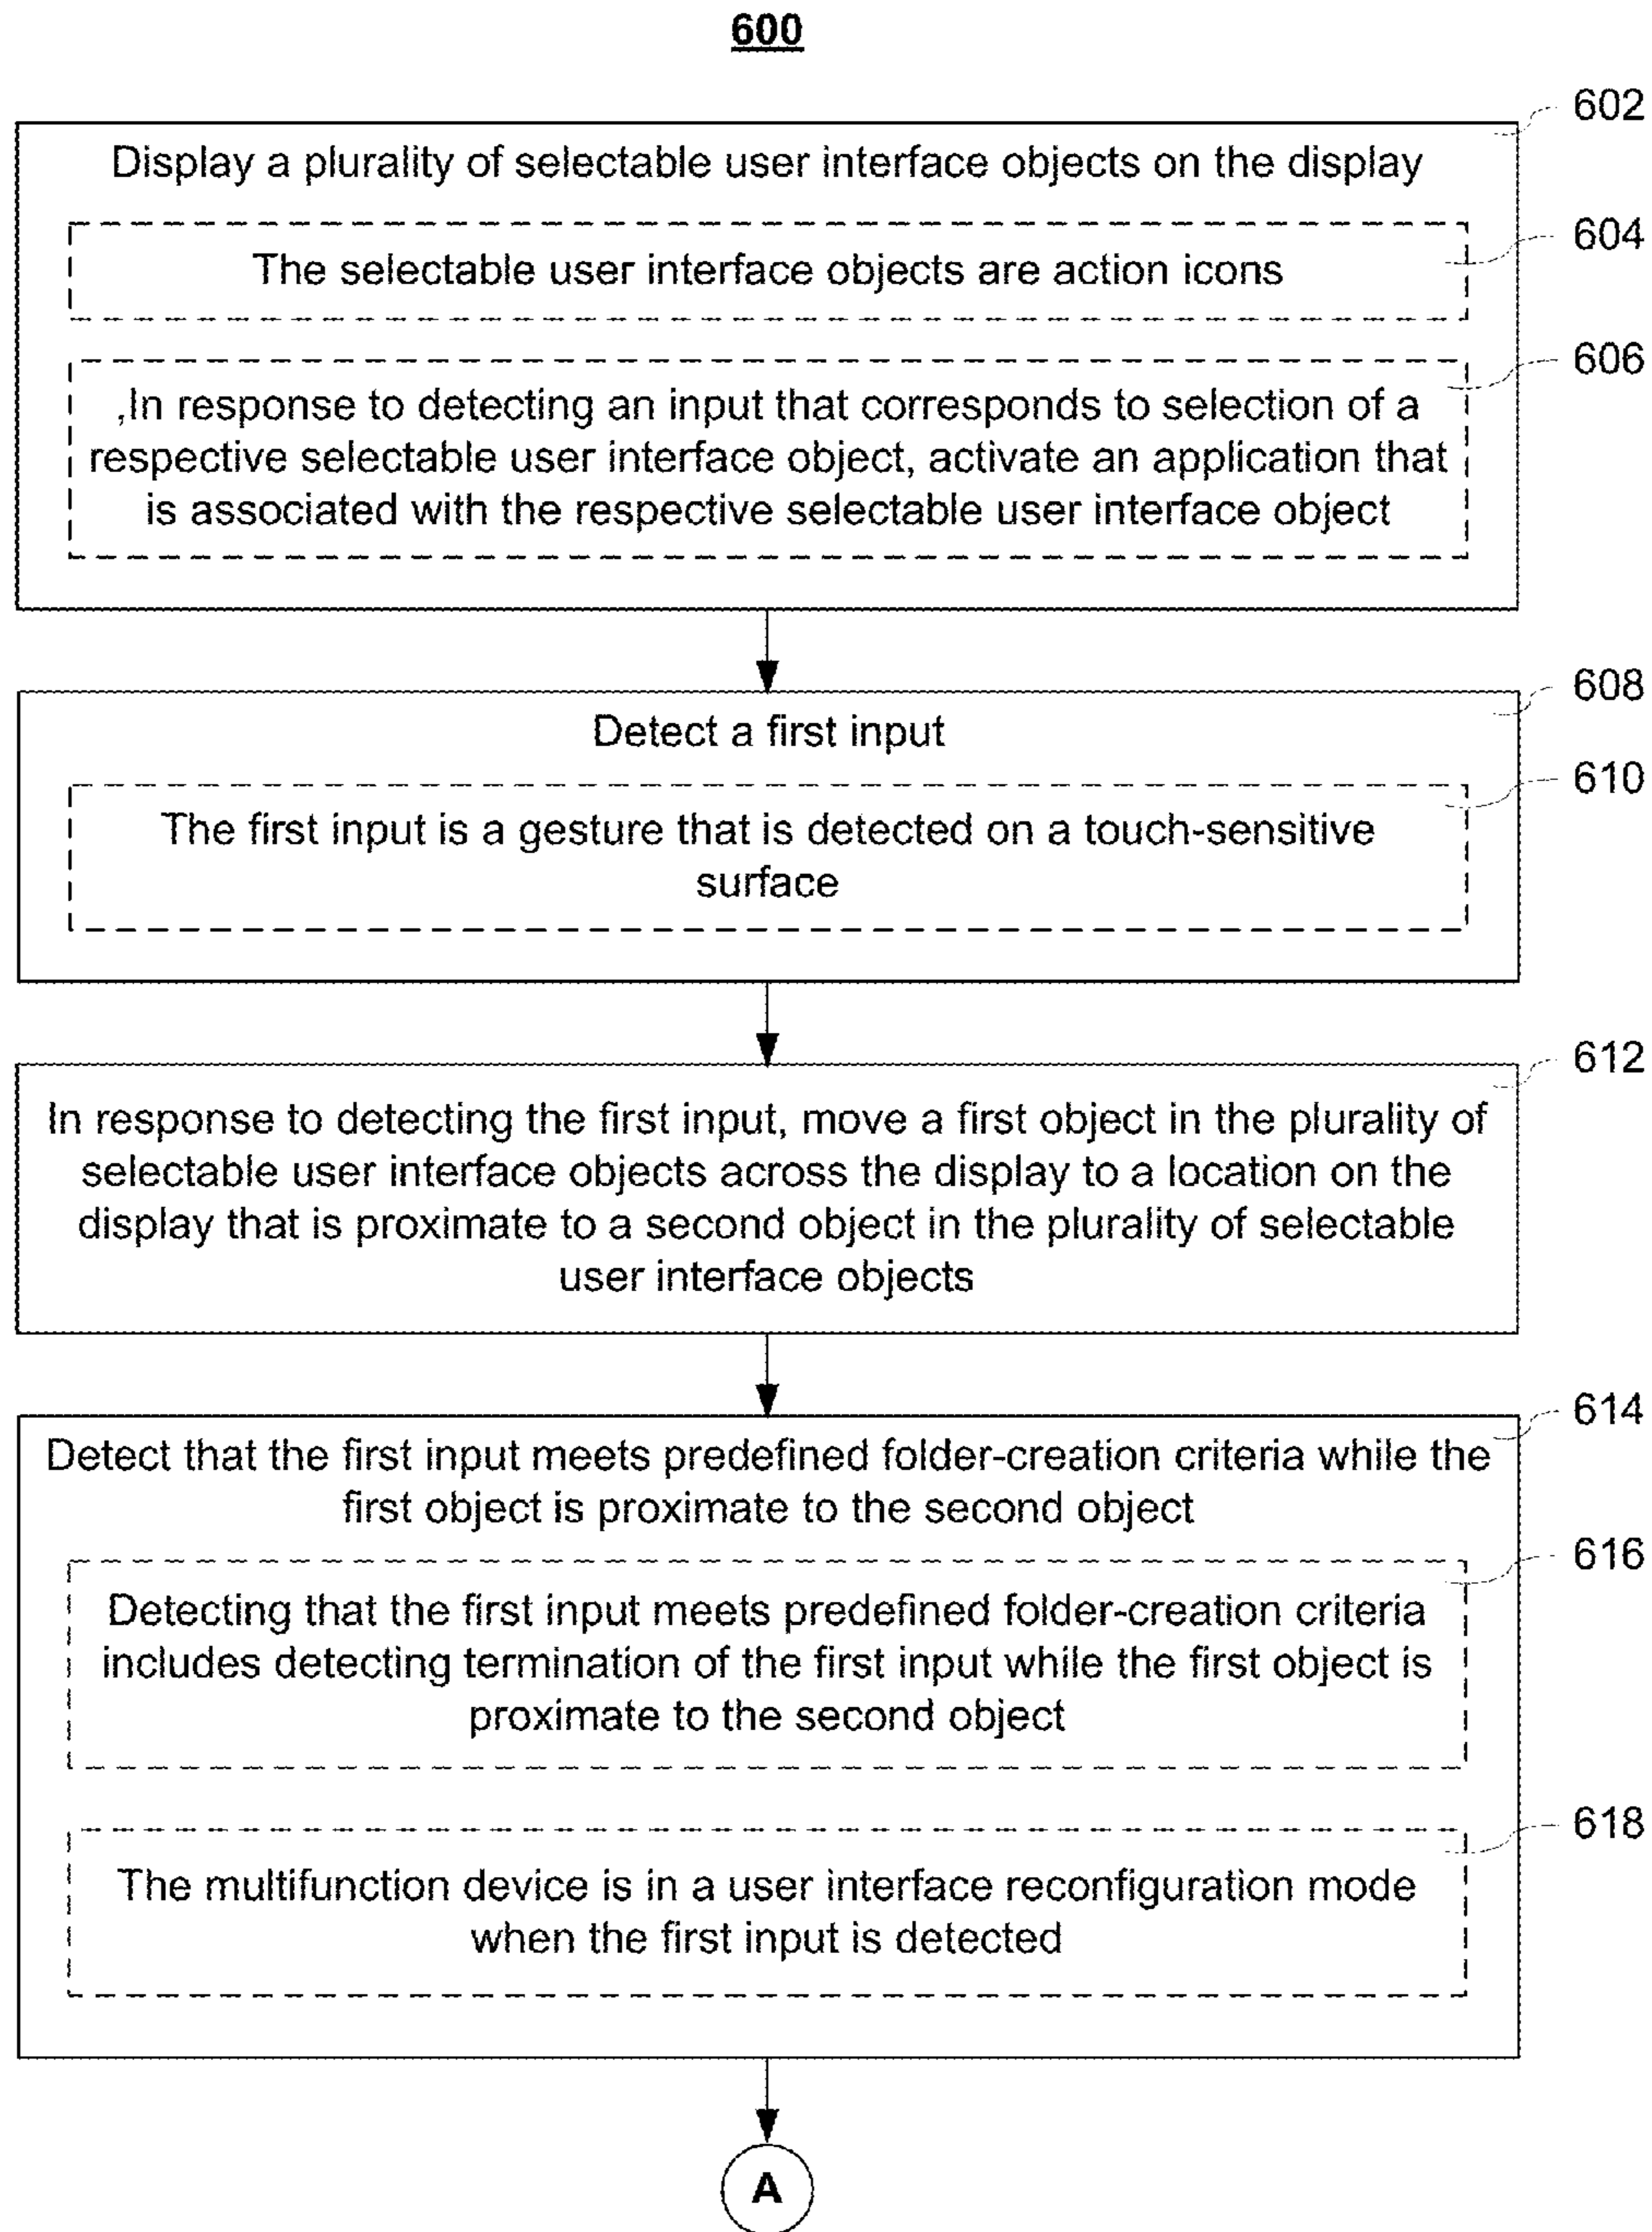 600
602
Display a plurality of selectable user interface objects on the display
604
The selectable user interface objects are action icons
606
,In response to detecting an input that corresponds to selection of a
respective selectable user interface object, activate an application that
is associated with the respective selectable user interface object
608
Detect a first input
610
The first input is a gesture that is detected on a touch-sensitive
surface
612
In response to detecting the first input, move a first object in the plurality of
selectable user interface objects across the display to a location on the
display that is proximate to a second object in the plurality of selectable
user interface objects
614
Detect that the first input meets predefined folder-creation criteria while the
first object is proximate to the second object
616
Detecting that the first input meets predefined folder-creation criteria
includes detecting termination of the first input while the first object is
proximate to the second object
618
The multifunction device is in a user interface reconfiguration mode
when the first input is detected
A